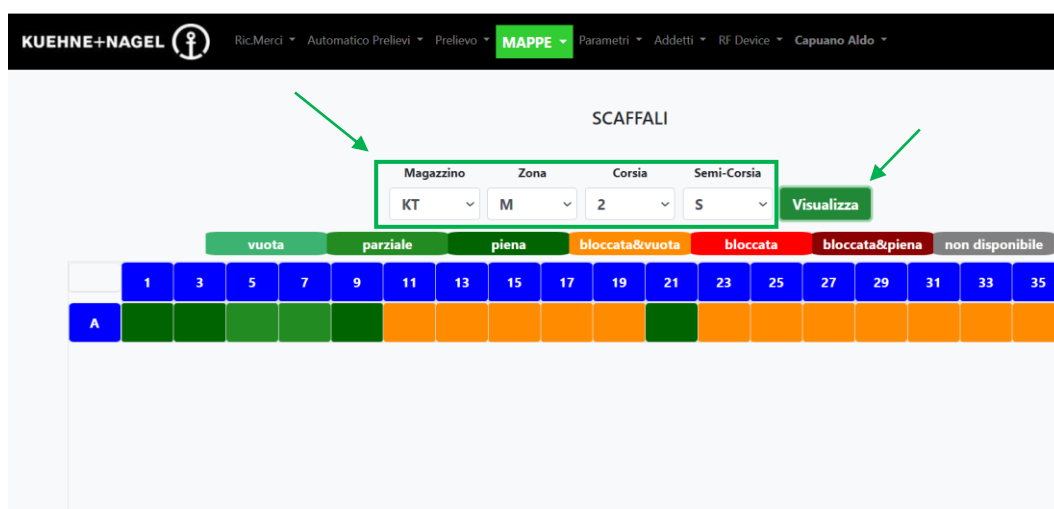 KUEHNE+NAGEL Ric.Merci Automatico Prelievi Prelievo MAPPE Parametri Addetti RF Device Capuano Aldo
SCAFFALI
Magazzino Zona Corsia Semi-Corsia
KT M 2 S Visualizza
vuota parziale piena bloccata&vuota bloccata bloccata&piena non disponibile
1 3 5 7 9 11 13 15 17 19 21 23 25 27 29 31 33 35
A